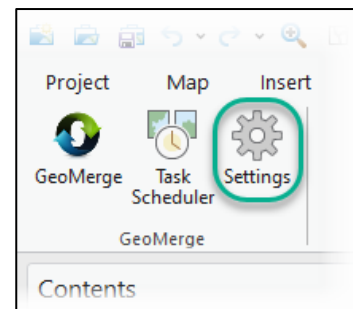 Project Map Insert
GeoMerge Task Scheduler Settings
GeoMerge
Contents